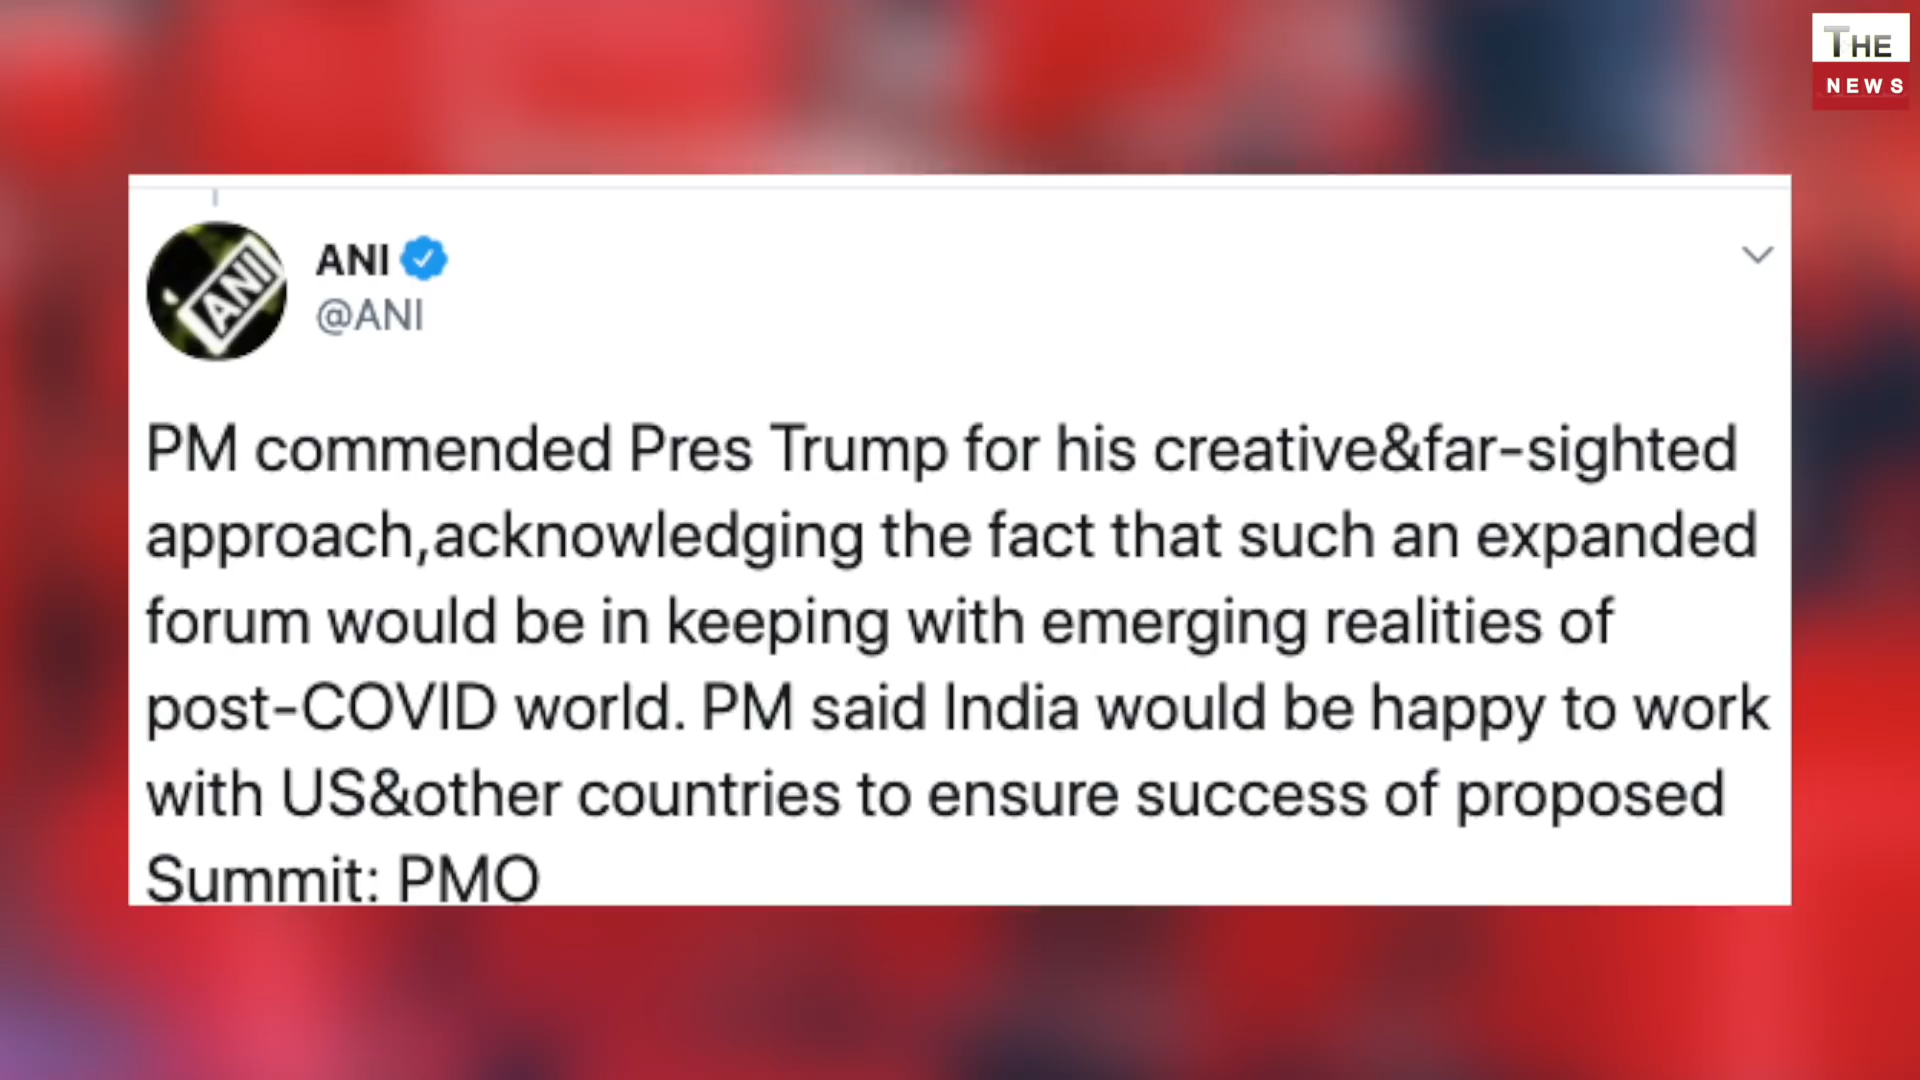 THE
NEWS
ANI
ANI
@ANI
PM commended Pres Trump for his creative&far-sighted
approach,acknowledging the fact that such an expanded
forum would be in keeping with emerging realities of
post-COVID world. PM said India would be happy to work
with US&other countries to ensure success of proposed
Summit: PMO